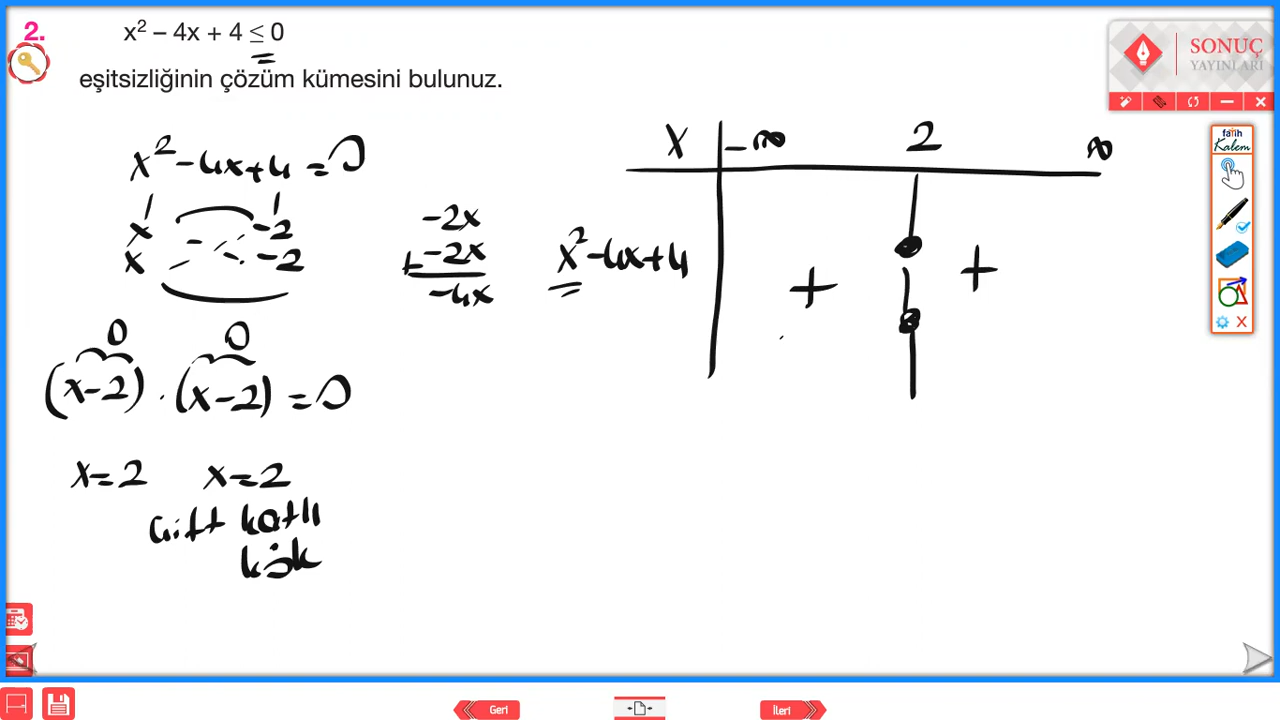 2. x² – 4x + 4 ≤ 0
eşitsizliğinin çözüm kümesini bulunuz.
SONUÇ
YAYINLARI
fatih
Kalem
x² -4x+4 =0
x -2
x -2
-2x
+ -2x
-4x
(x-2) · (x-2) =0
0 0
x=2 x=2
çift katlı
kök
x -∞ 2 ∞
x²-4x+4 + +
Geri
İleri